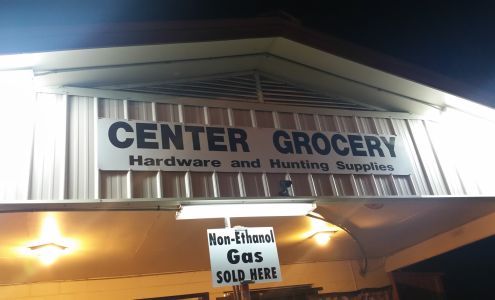 CENTER GROCERY
Hardware and Hunting Supplies
Non-Ethanol
Gas
SOLD HERE